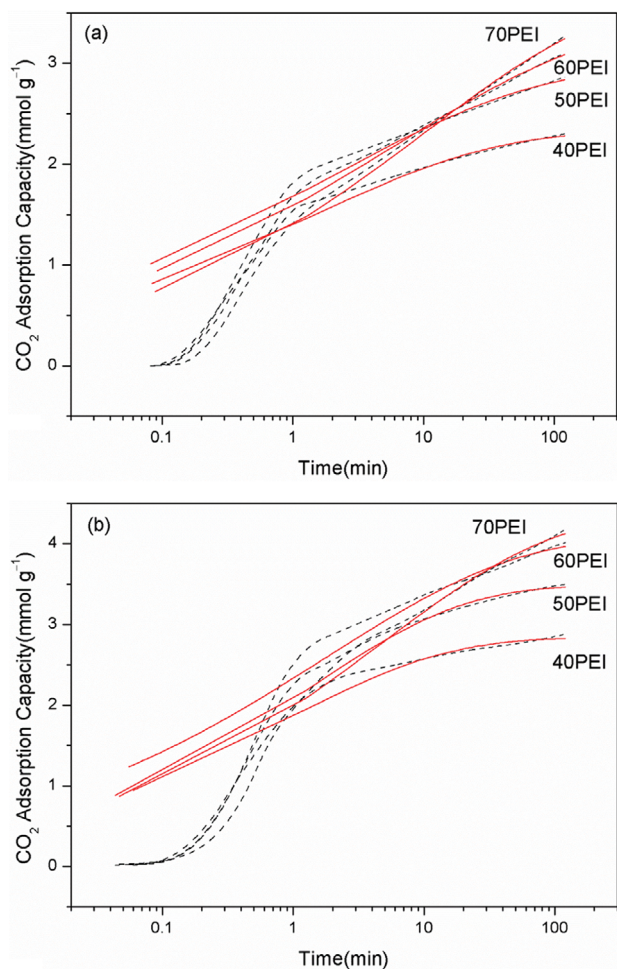 (a)
70PEI
60PEI
50PEI
40PEI
3
2
1
0
CO₂ Adsorption Capacity(mmol g⁻¹)
0.1 1 10 100
Time(min)
(b)
70PEI
60PEI
50PEI
40PEI
4
3
2
1
0
CO₂ Adsorption Capacity(mmol g⁻¹)
0.1 1 10 100
Time(min)